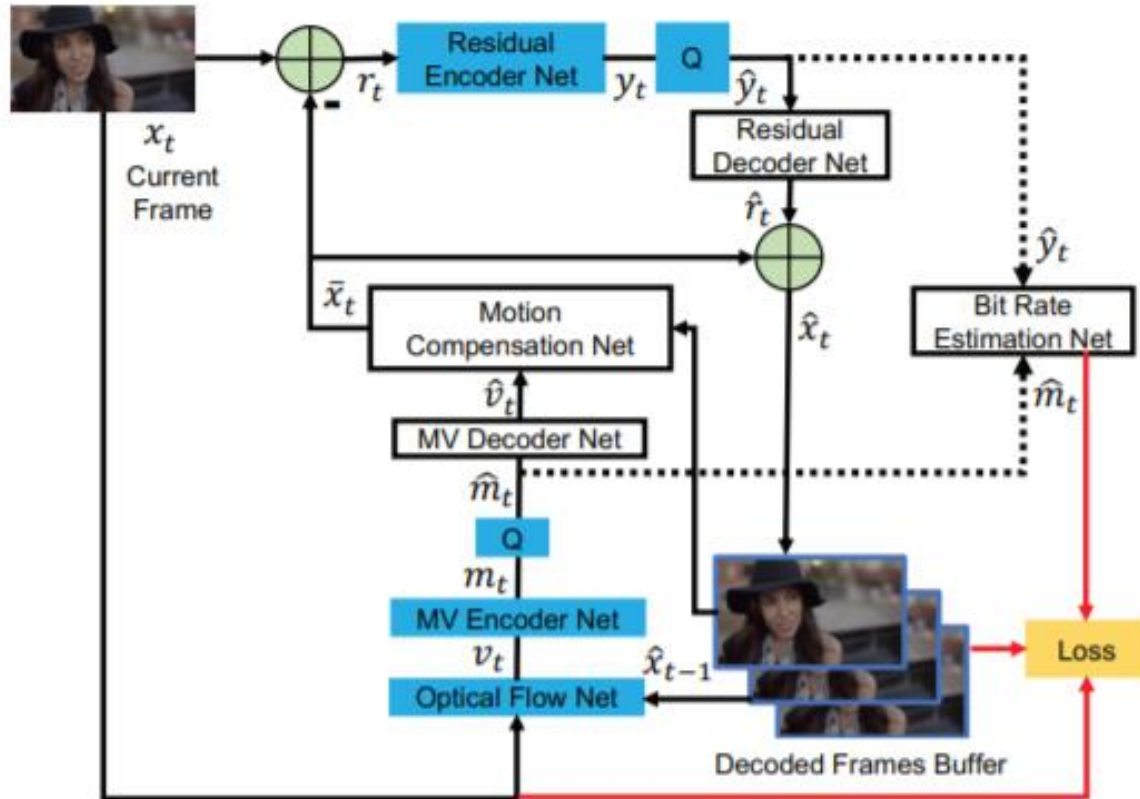 x_t
Current
Frame
-
r_t
Residual
Encoder Net
y_t
Q
ŷ_t
Residual
Decoder Net
r̂_t
ŷ_t
x̄_t
Motion
Compensation Net
x̂_t
Bit Rate
Estimation Net
v̂_t
m̂_t
MV Decoder Net
m̂_t
Q
m_t
MV Encoder Net
v_t
x̂_{t-1}
Loss
Optical Flow Net
Decoded Frames Buffer